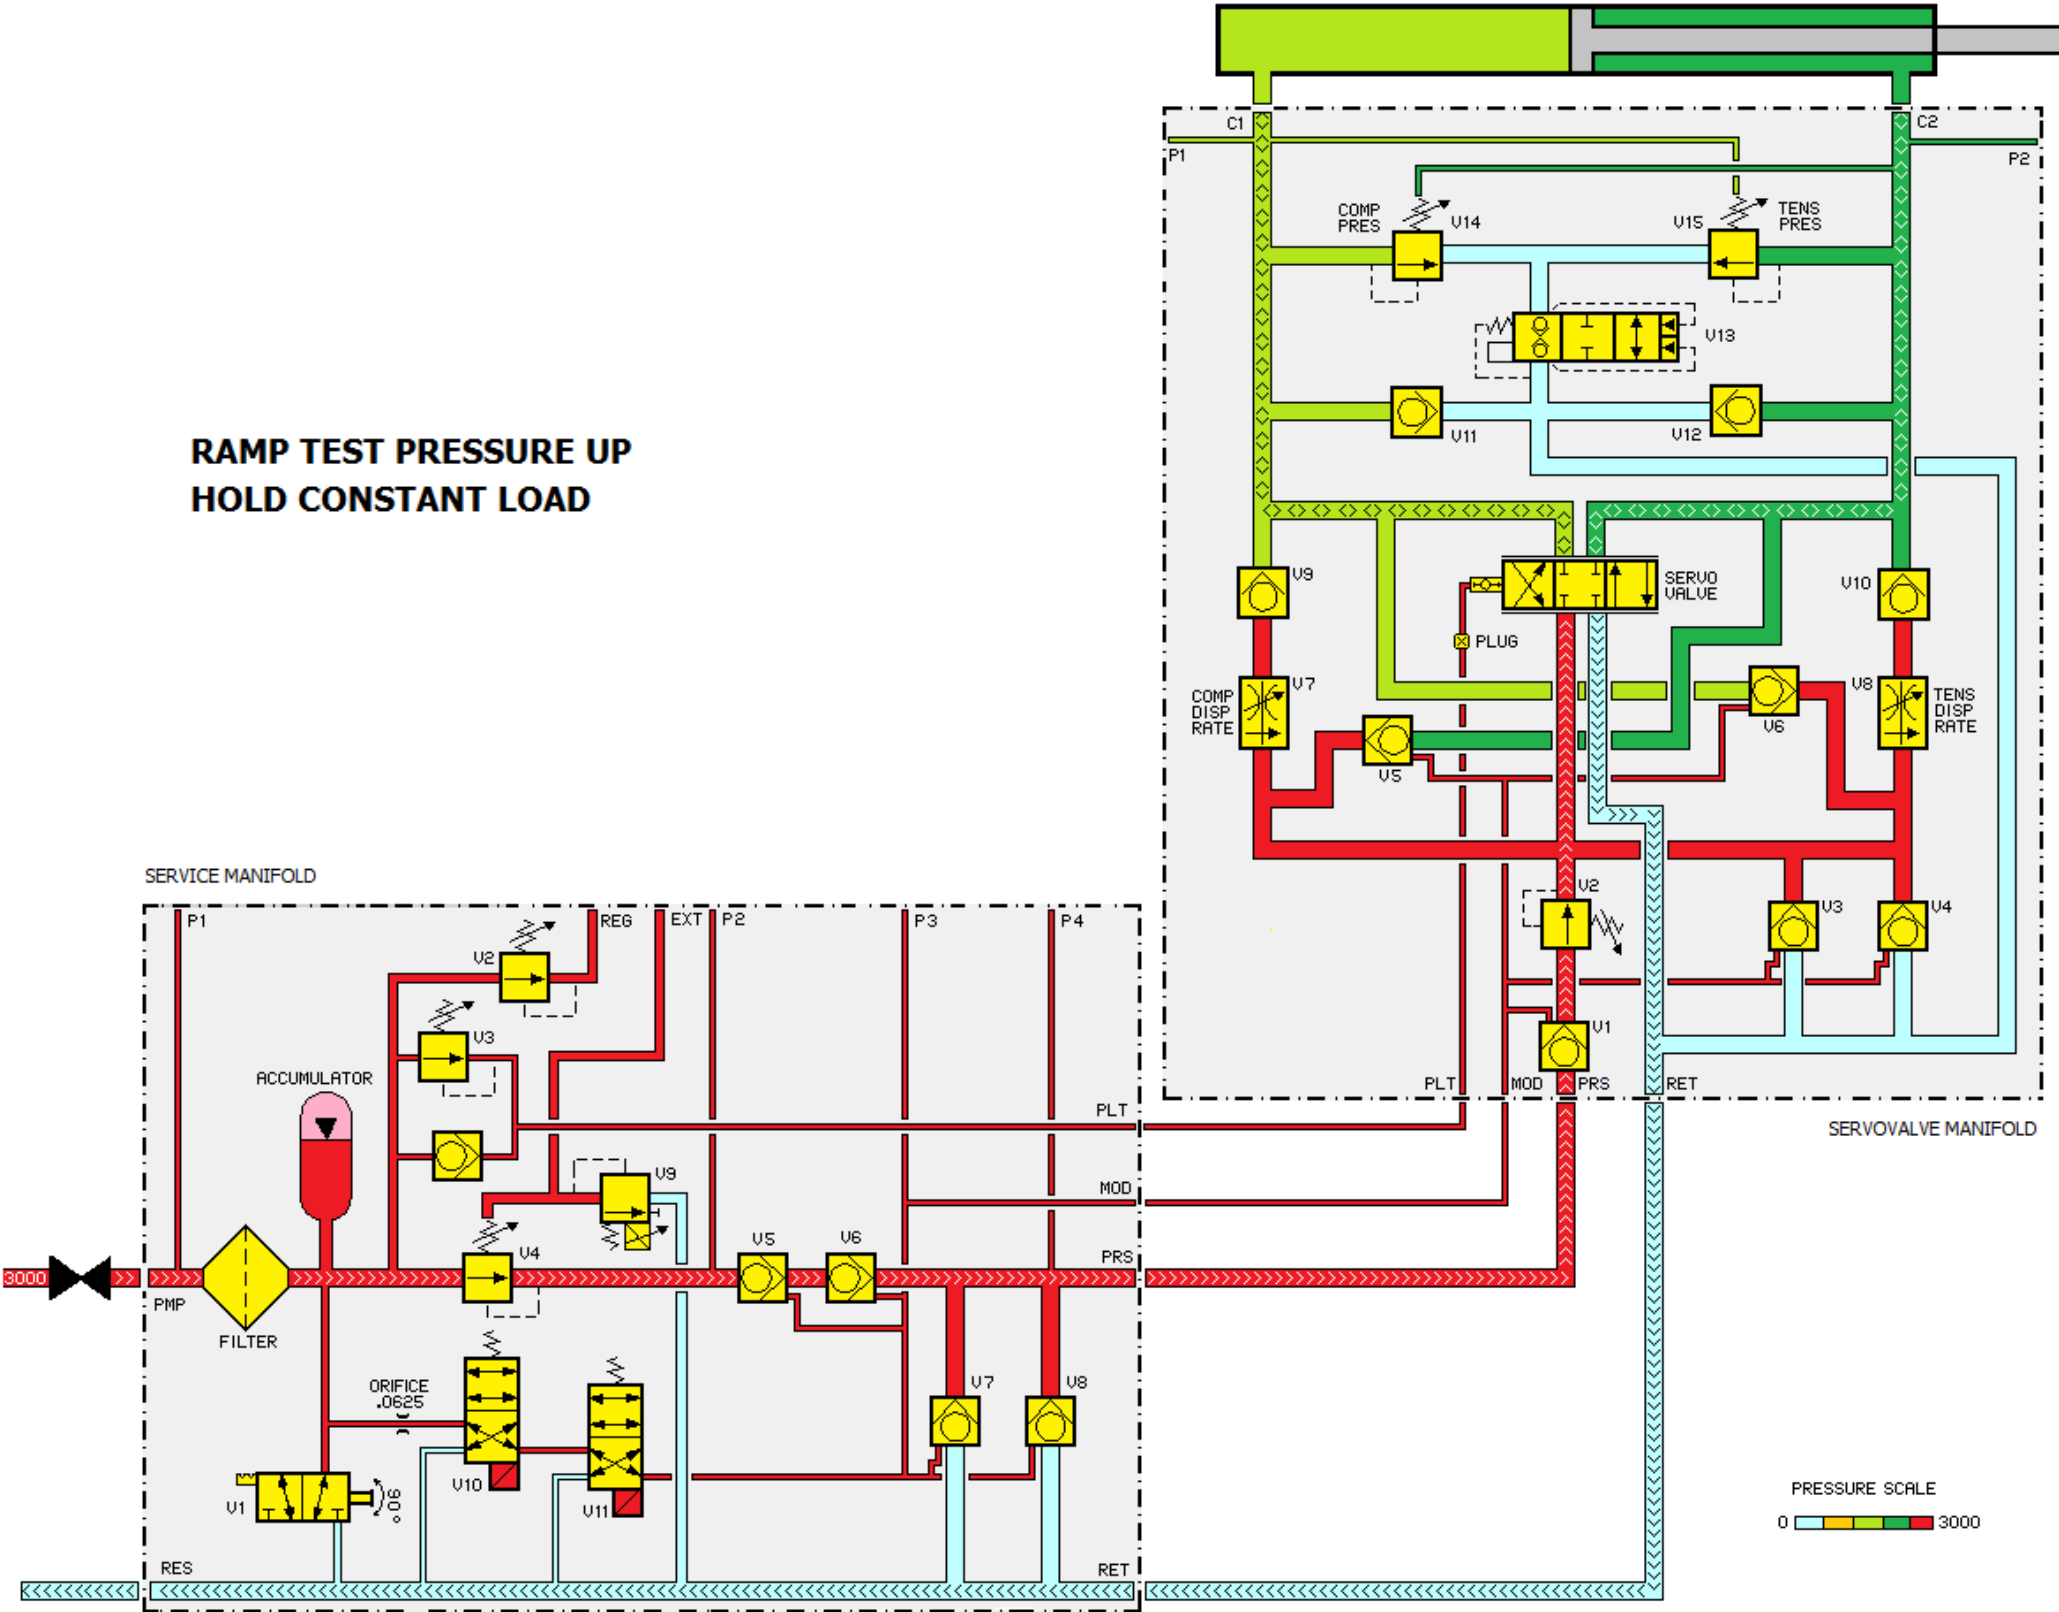 C1
C2
P1
P2
COMP
PRES
V14
V15
TENS
PRES
V13
V11
V12
RAMP TEST PRESSURE UP
HOLD CONSTANT LOAD
V9
SERVO
VALVE
V10
PLUG
COMP
DISP
RATE
V7
V5
V6
V8
TENS
DISP
RATE
SERVICE MANIFOLD
V2
V3
V4
V1
PLT
MOD
PRS
RET
SERVOVALVE MANIFOLD
P1
REG
EXT
P2
P3
P4
V2
V3
ACCUMULATOR
PLT
V9
MOD
V4
V5
V6
PRS
3000
PMP
FILTER
ORIFICE
.0625
V7
V8
V10
V11
V1
90°
RES
RET
PRESSURE SCALE
0
3000